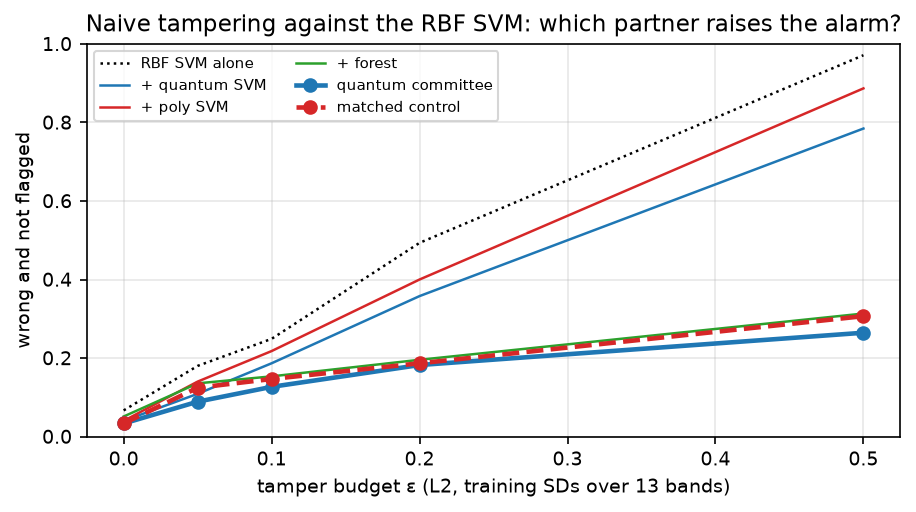 Naive tampering against the RBF SVM: which partner raises the alarm?
wrong and not flagged
1.0
0.8
0.6
0.4
0.2
0.0
RBF SVM alone
+ quantum SVM
+ poly SVM
+ forest
quantum committee
matched control
0.0 0.1 0.2 0.3 0.4 0.5
tamper budget ε (L2, training SDs over 13 bands)